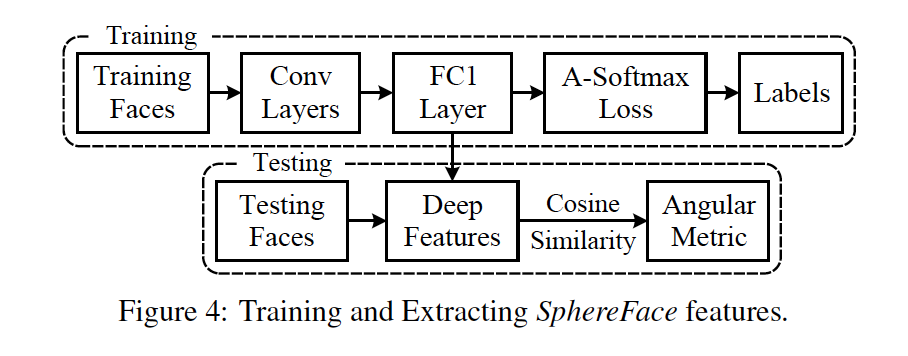 Training
Training
Faces
Conv
Layers
FC1
Layer
A-Softmax
Loss
Labels
Testing
Testing
Faces
Deep
Features
Cosine
Similarity
Angular
Metric
Figure 4: Training and Extracting SphereFace features.